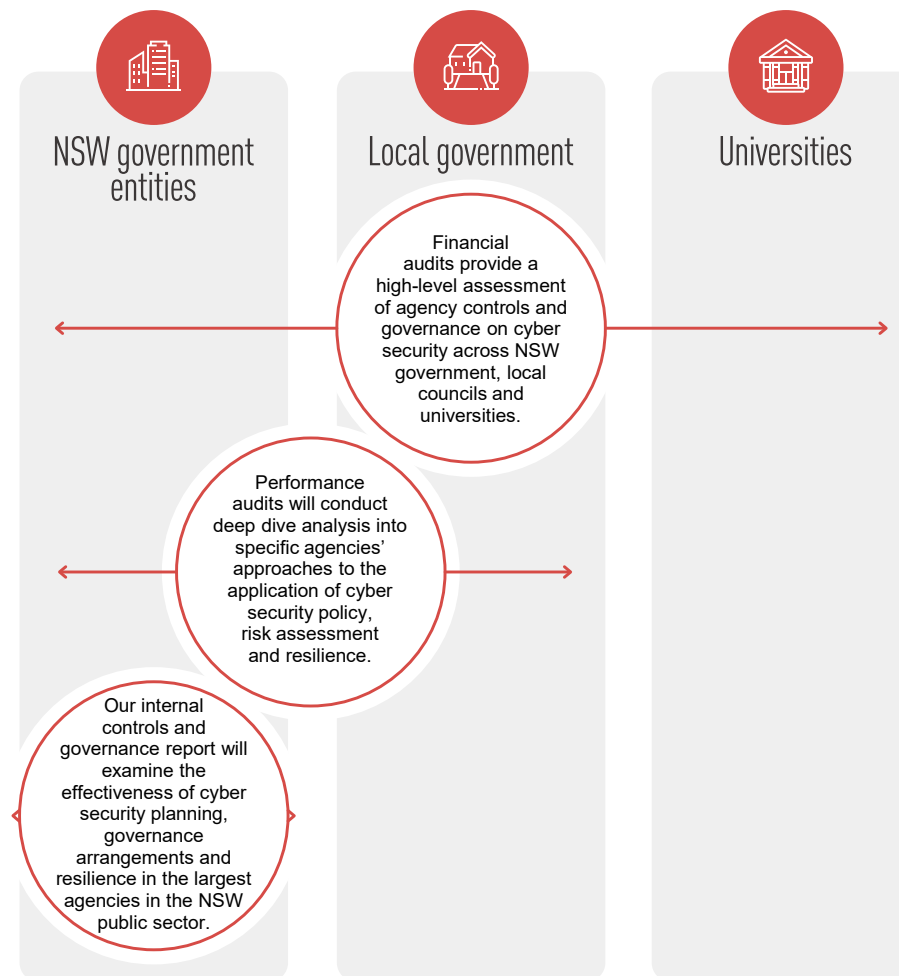 NSW government
entities
Local government
Universities
Financial
audits provide a
high-level assessment
of agency controls and
governance on cyber
security across NSW
government, local
councils and
universities.
Performance
audits will conduct
deep dive analysis into
specific agencies’
approaches to the
application of cyber
security policy,
risk assessment
and resilience.
Our internal
controls and
governance report will
examine the
effectiveness of cyber
security planning,
governance
arrangements and
resilience in the largest
agencies in the NSW
public sector.